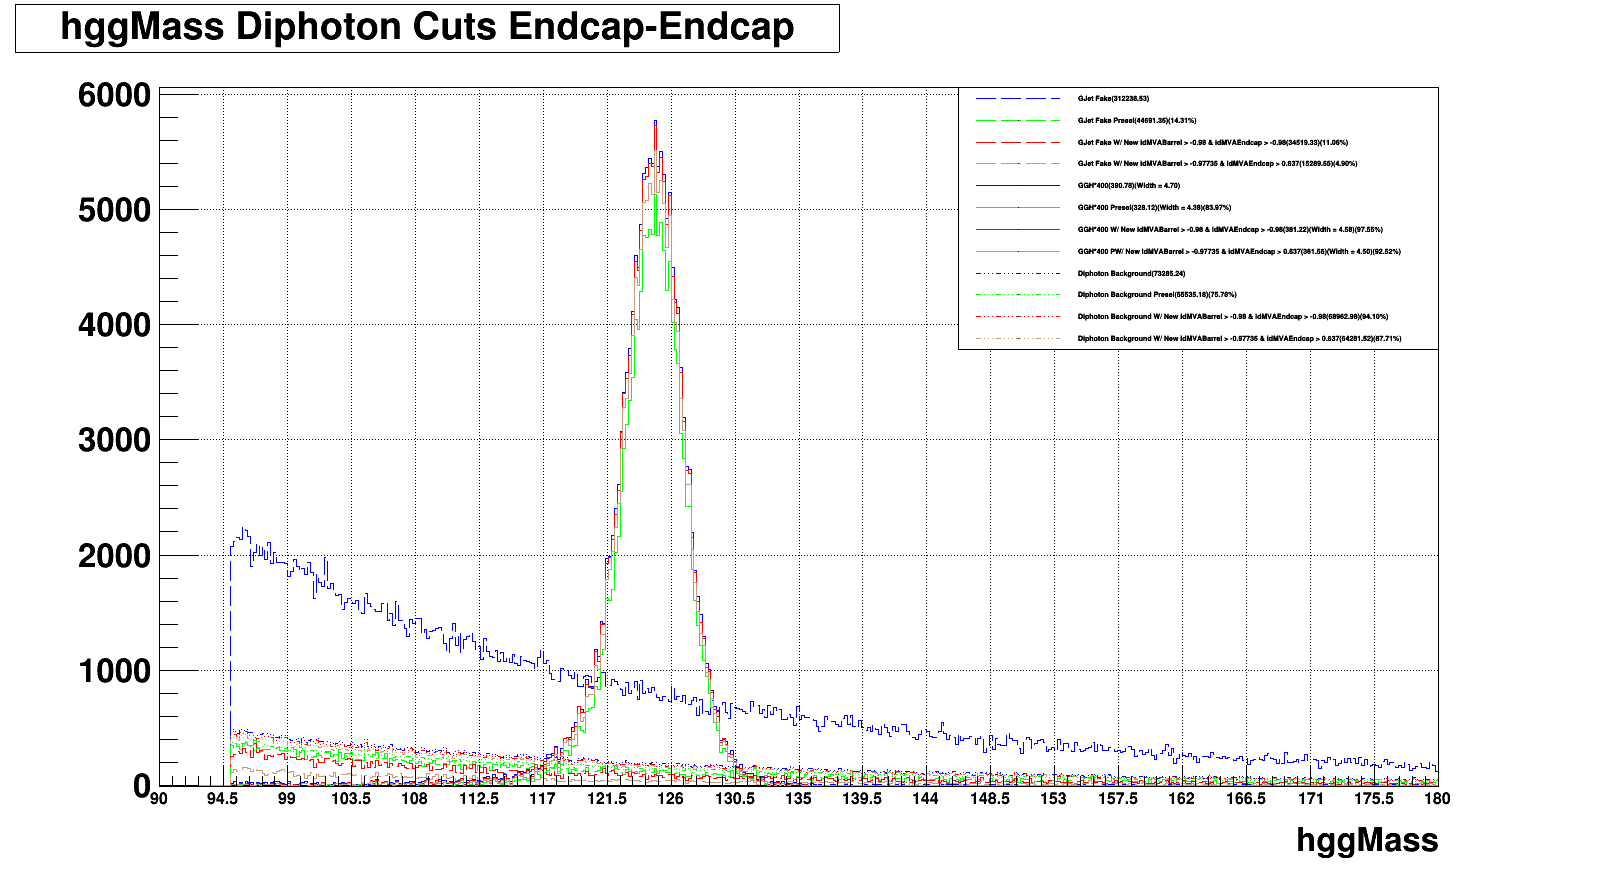 hggMass Diphoton Cuts Endcap-Endcap
6000
5000
4000
3000
2000
1000
0
90 94.5 99 103.5 108 112.5 117 121.5 126 130.5 135 139.5 144 148.5 153 157.5 162 166.5 171 175.5 180
hggMass
GJet Fake(312238.53)
GJet Fake Presel(44691.35)(14.31%)
GJet Fake W/ New idMVABarrel > -0.98 & idMVAEndcap > -0.98(34519.33)(11.06%)
GJet Fake W/ New idMVABarrel > -0.97735 & idMVAEndcap > 0.637(15289.55)(4.90%)
GGH*400(390.78)(Width = 4.70)
GGH*400 Presel(328.12)(Width = 4.38)(83.97%)
GGH*400 W/ New idMVABarrel > -0.98 & idMVAEndcap > -0.98(381.22)(Width = 4.58)(97.55%)
GGH*400 PW/ New idMVABarrel > -0.97735 & idMVAEndcap > 0.637(361.56)(Width = 4.50)(92.52%)
Diphoton Background(73285.24)
Diphoton Background Presel(55535.18)(75.78%)
Diphoton Background W/ New idMVABarrel > -0.98 & idMVAEndcap > -0.98(68962.98)(94.10%)
Diphoton Background W/ New idMVABarrel > -0.97735 & idMVAEndcap > 0.637(64281.52)(87.71%)